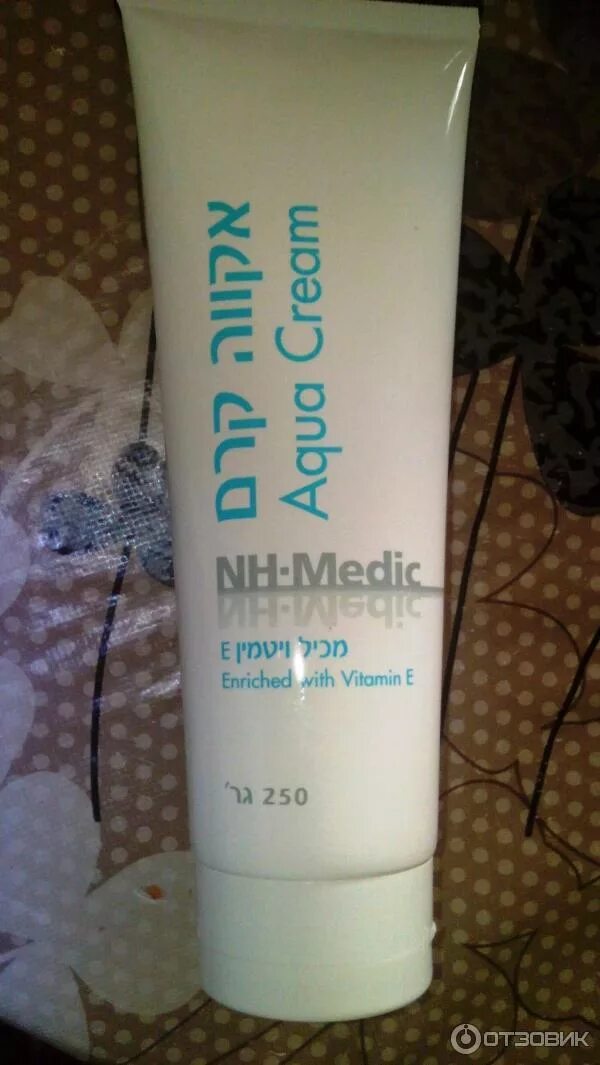 אקווה קרם
Aqua Cream
NH-Medic
מכיל ויטמין E
Enriched with Vitamin E
250 גר'
ОТЗОВИК